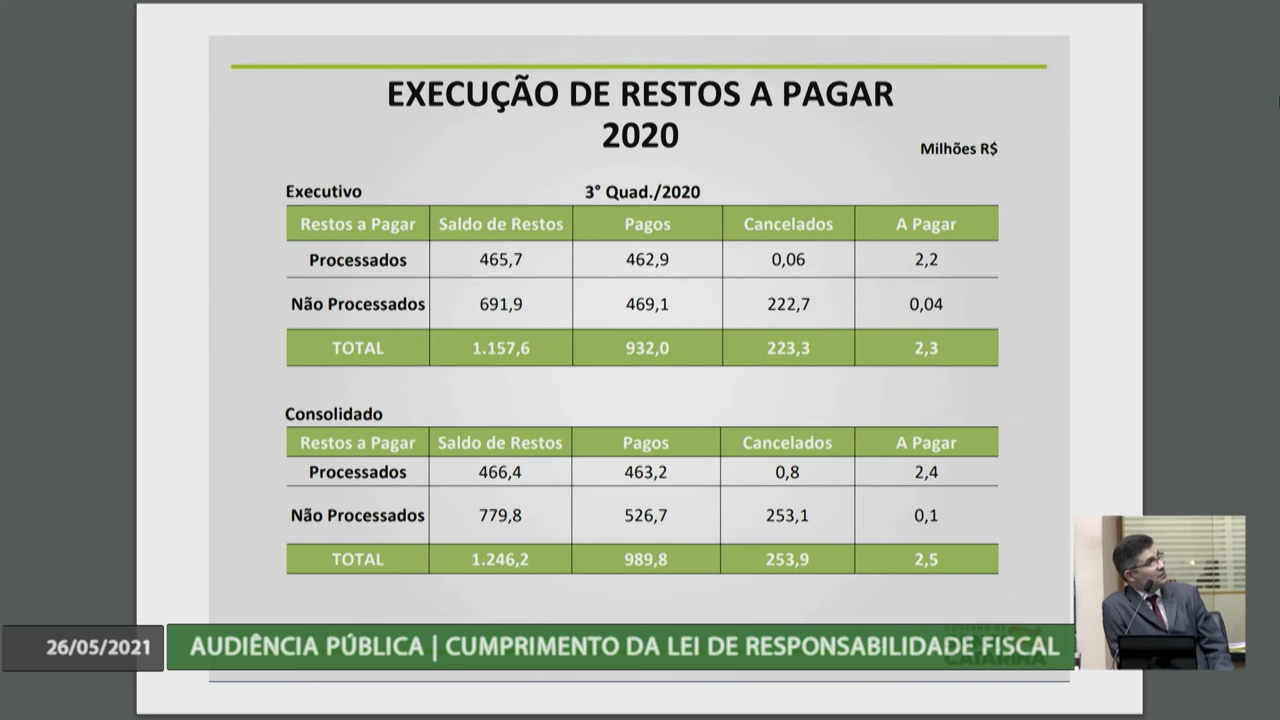 EXECUÇÃO DE RESTOS A PAGAR
2020
Milhões R$
Executivo 3° Quad./2020
Restos a Pagar Saldo de Restos Pagos Cancelados A Pagar
Processados 465,7 462,9 0,06 2,2
Não Processados 691,9 469,1 222,7 0,04
TOTAL 1.157,6 932,0 223,3 2,3
Consolidado
Restos a Pagar Saldo de Restos Pagos Cancelados A Pagar
Processados 466,4 463,2 0,8 2,4
Não Processados 779,8 526,7 253,1 0,1
TOTAL 1.246,2 989,8 253,9 2,5
26/05/2021 AUDIÊNCIA PÚBLICA | CUMPRIMENTO DA LEI DE RESPONSABILIDADE FISCAL
CATARINA